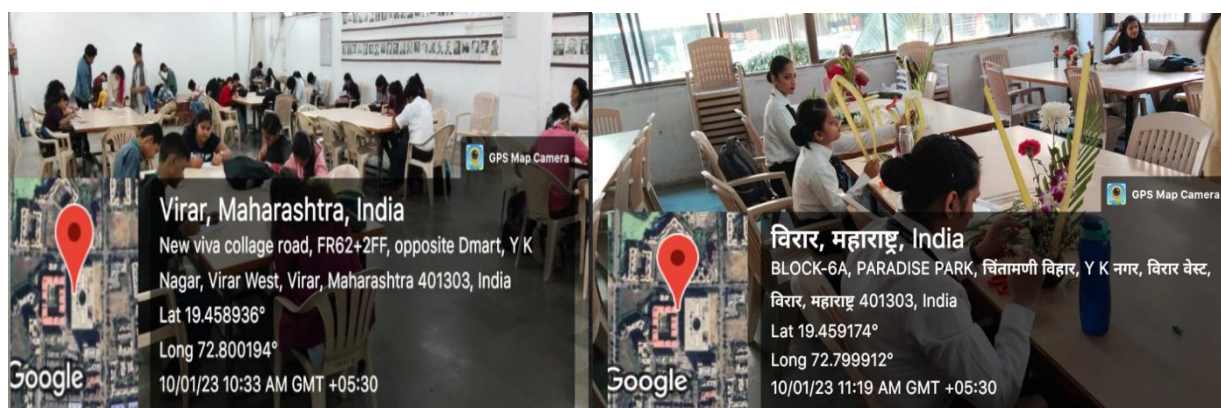 GPS Map Camera
Virar, Maharashtra, India
New viva collage road, FR62+2FF, opposite Dmart, Y K
Nagar, Virar West, Virar, Maharashtra 401303, India
Lat 19.458936°
Long 72.800194°
10/01/23 10:33 AM GMT +05:30
Google
GPS Map Camera
विरार, महाराष्ट्र, India
BLOCK-6A, PARADISE PARK, चिंतामणी विहार, Y K नगर, विरार वेस्ट,
विरार, महाराष्ट्र 401303, India
Lat 19.459174°
Long 72.799912°
10/01/23 11:19 AM GMT +05:30
Google